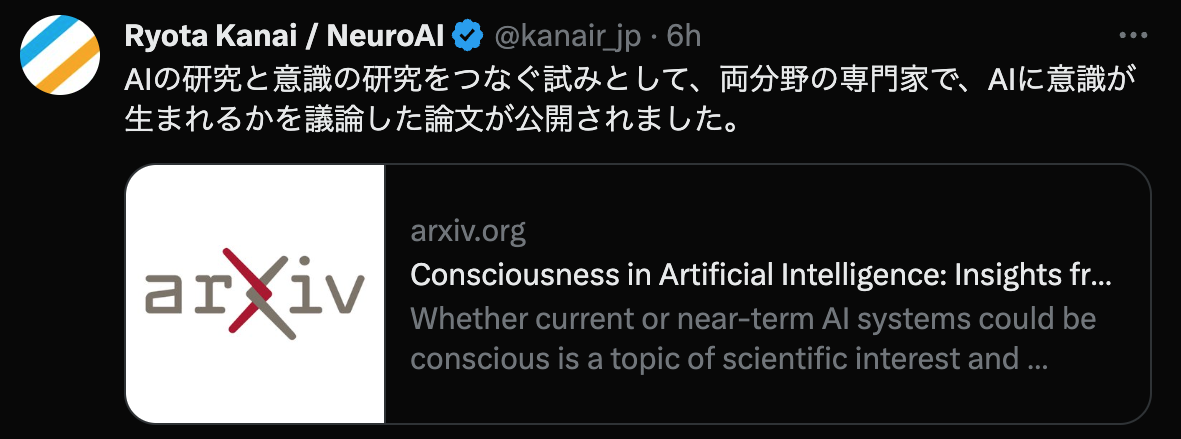 Ryota Kanai / NeuroAI @kanair_jp · 6h
AIの研究と意識の研究をつなぐ試みとして、両分野の専門家で、AIに意識が
生まれるかを議論した論文が公開されました。
arXiv
arxiv.org
Consciousness in Artificial Intelligence: Insights fr...
Whether current or near-term AI systems could be
conscious is a topic of scientific interest and ...